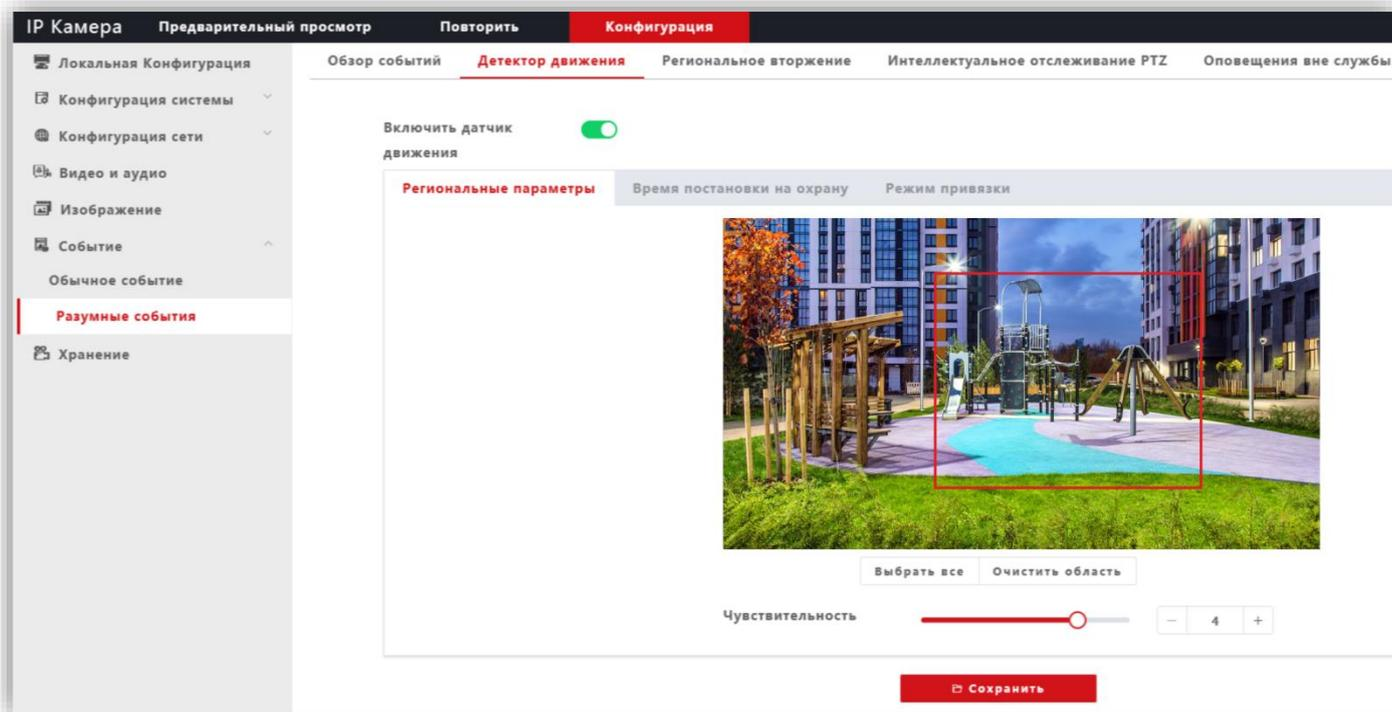 IP Камера Предварительный просмотр Повторить Конфигурация
Локальная Конфигурация
Конфигурация системы
Конфигурация сети
Видео и аудио
Изображение
Событие
Обычное событие
Разумные события
Хранение
Обзор событий Детектор движения Региональное вторжение Интеллектуальное отслеживание PTZ Оповещения вне службы
Включить датчик
движения
Региональные параметры Время постановки на охрану Режим привязки
Выбрать все Очистить область
Чувствительность − 4 +
Сохранить